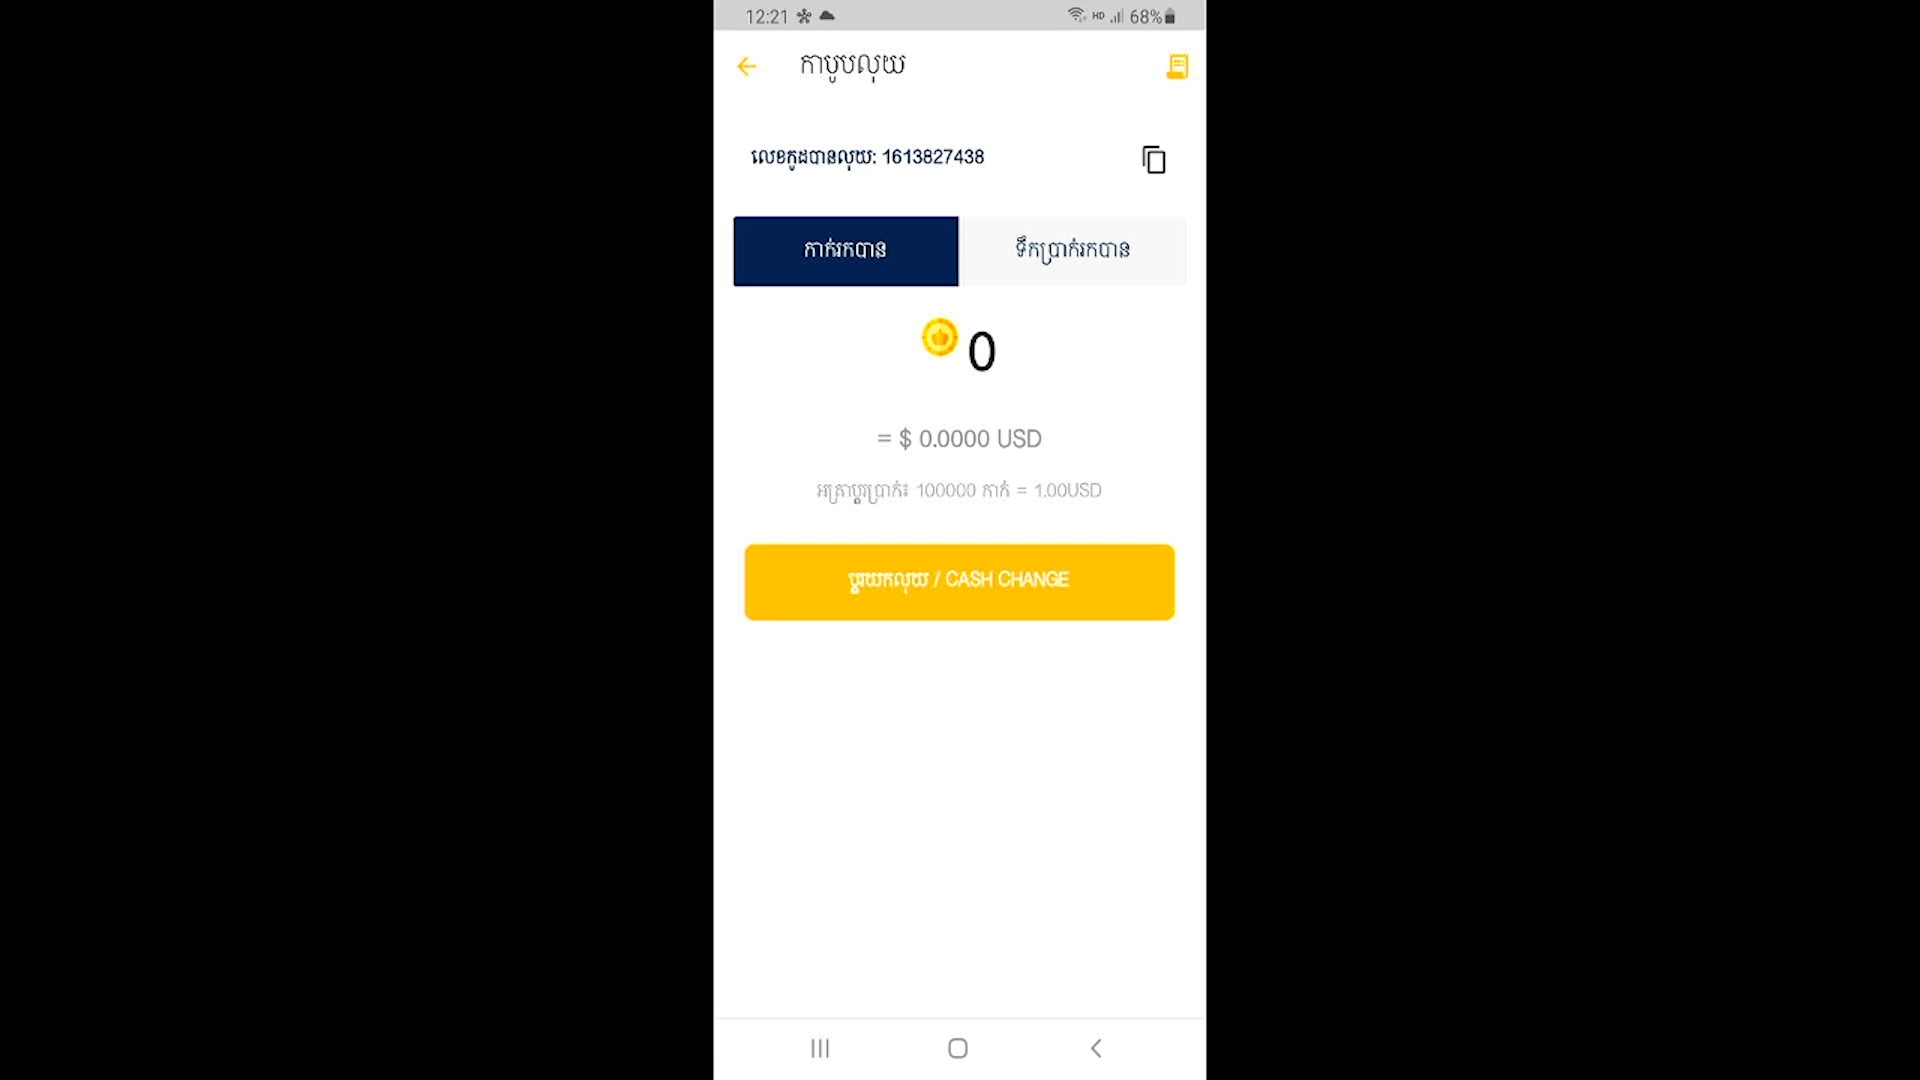 12:21 HD 68%
កាបូបលុយ
លេខកូដបានលុយ: 1613827438
កាក់រកបាន ទឹកប្រាក់រកបាន
0
= $ 0.0000 USD
អត្រាប្តូរប្រាក់៖ 100000 កាក់ = 1.00USD
ប្តូរយកលុយ / CASH CHANGE